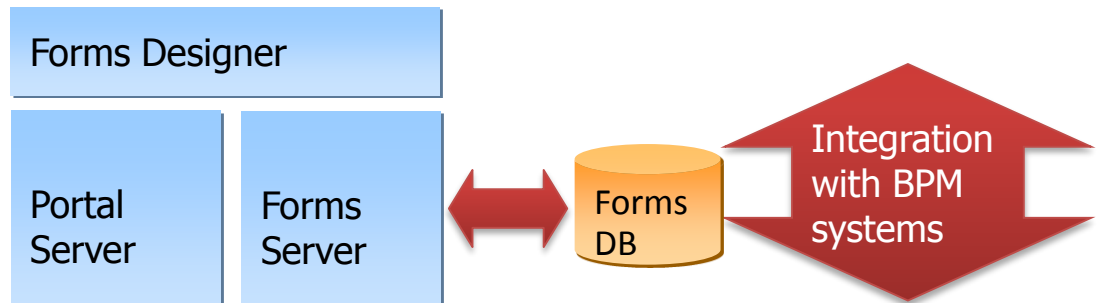 Forms Designer
Portal
Server
Forms
Server
Forms
DB
Integration
with BPM
systems